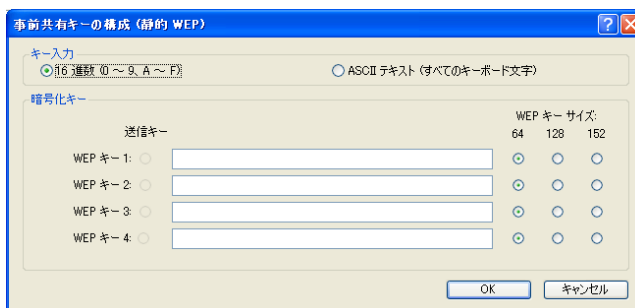 事前共有キーの構成 (静的 WEP)
キー入力
16 進数 (0 ～ 9、A ～ F)
ASCII テキスト (すべてのキーボード文字)
暗号化キー
WEP キー サイズ:
送信キー
64 128 152
WEP キー 1:
WEP キー 2:
WEP キー 3:
WEP キー 4:
OK キャンセル